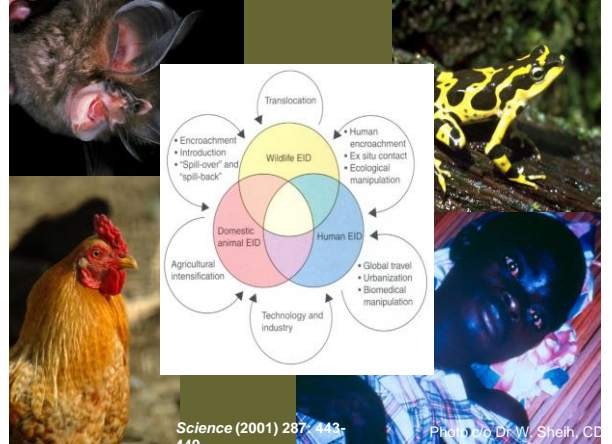 Translocation
• Encroachment
• Introduction
• "Spill-over" and
"spill-back"
Wildlife EID
• Human
encroachment
• Ex situ contact
• Ecological
manipulation
Domestic
animal EID
Human EID
Agricultural
intensification
• Global travel
• Urbanization
• Biomedical
manipulation
Technology and
industry
Science (2001) 287: 443-
449
Photo c/o Dr W. Sheih, CD